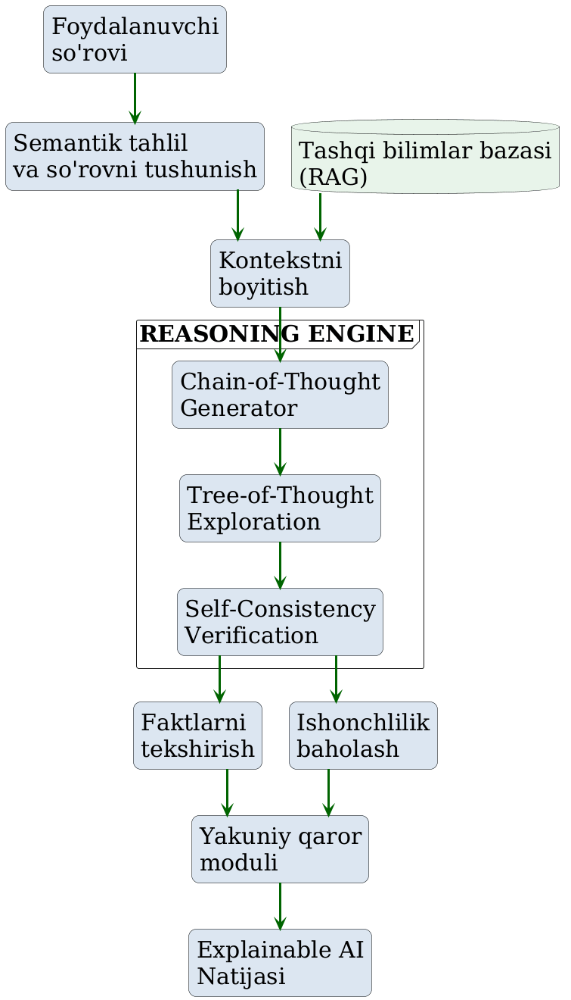 Foydalanuvchi
so'rovi
Semantik tahlil
va so'rovni tushunish
Tashqi bilimlar bazasi
(RAG)
Kontekstni
boyitish
REASONING ENGINE
Chain-of-Thought
Generator
Tree-of-Thought
Exploration
Self-Consistency
Verification
Faktlarni
tekshirish
Ishonchlilik
baholash
Yakuniy qaror
moduli
Explainable AI
Natijasi